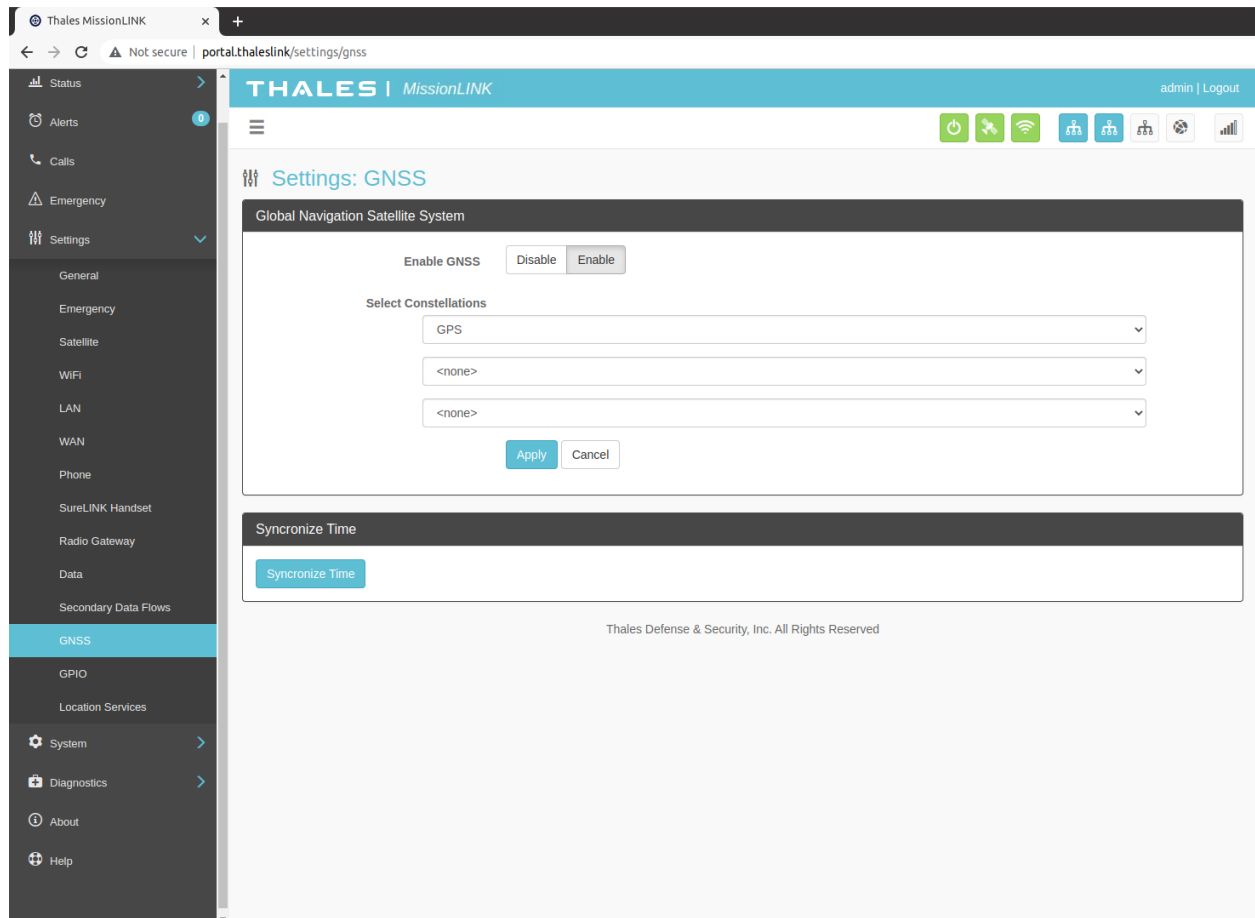 Thales MissionLINK × +
Not secure | portal.thaleslink/settings/gnss
Status
Alerts 0
Calls
Emergency
Settings
General
Emergency
Satellite
WiFi
LAN
WAN
Phone
SureLINK Handset
Radio Gateway
Data
Secondary Data Flows
GNSS
GPIO
Location Services
System
Diagnostics
About
Help
THALES | MissionLINK
admin | Logout
Settings: GNSS
Global Navigation Satellite System
Enable GNSS Disable Enable
Select Constellations
GPS
<none>
<none>
Apply Cancel
Syncronize Time
Syncronize Time
Thales Defense & Security, Inc. All Rights Reserved